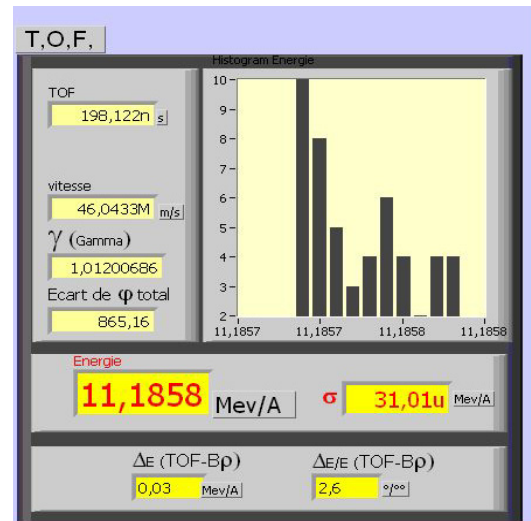 T,O,F,
Histogram Energie
TOF
198,122n s
vitesse
46,0433M m/s
γ (Gamma)
1,01200686
Ecart de φ total
865,16
10
9
8
7
6
5
4
3
2
11,1857 11,1857 11,1858 11,1858
Energie
11,1858 Mev/A
σ 31,01u Mev/A
ΔE (TOF-Bρ) ΔE/E (TOF-Bρ)
0,03 Mev/A 2,6 °/°°